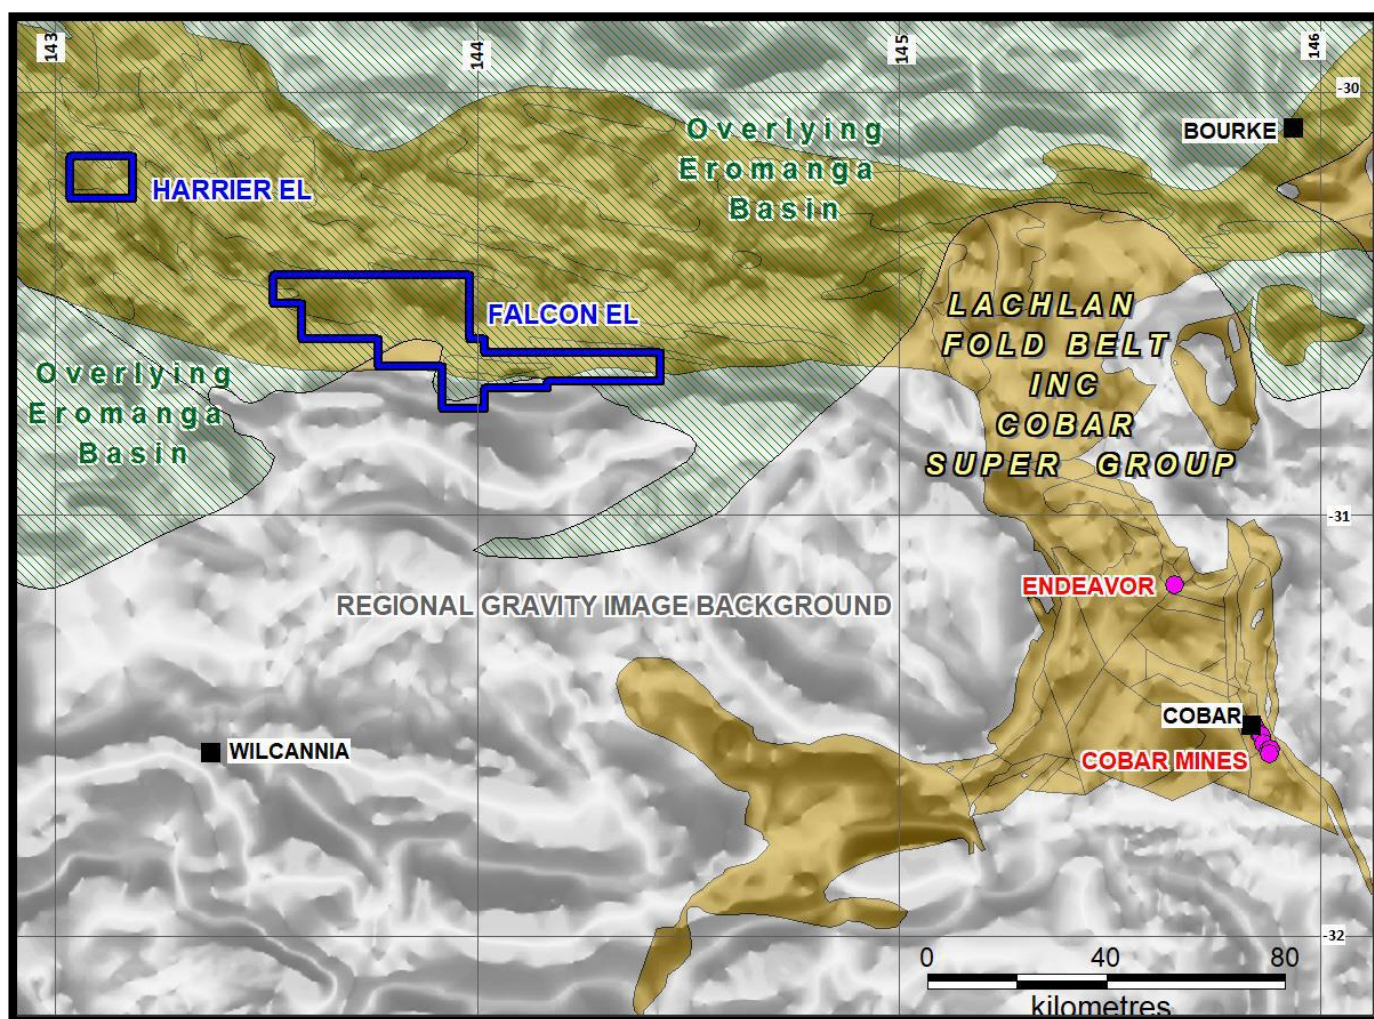 143
144
145
146
-30
BOURKE
Overlying
Eromanga
Basin
HARRIER EL
FALCON EL
LACHLAN
FOLD BELT
INC
COBAR
SUPER GROUP
Overlying
Eromanga
Basin
-31
ENDEAVOR
REGIONAL GRAVITY IMAGE BACKGROUND
COBAR
WILCANNIA
COBAR MINES
-32
0 40 80
kilometres